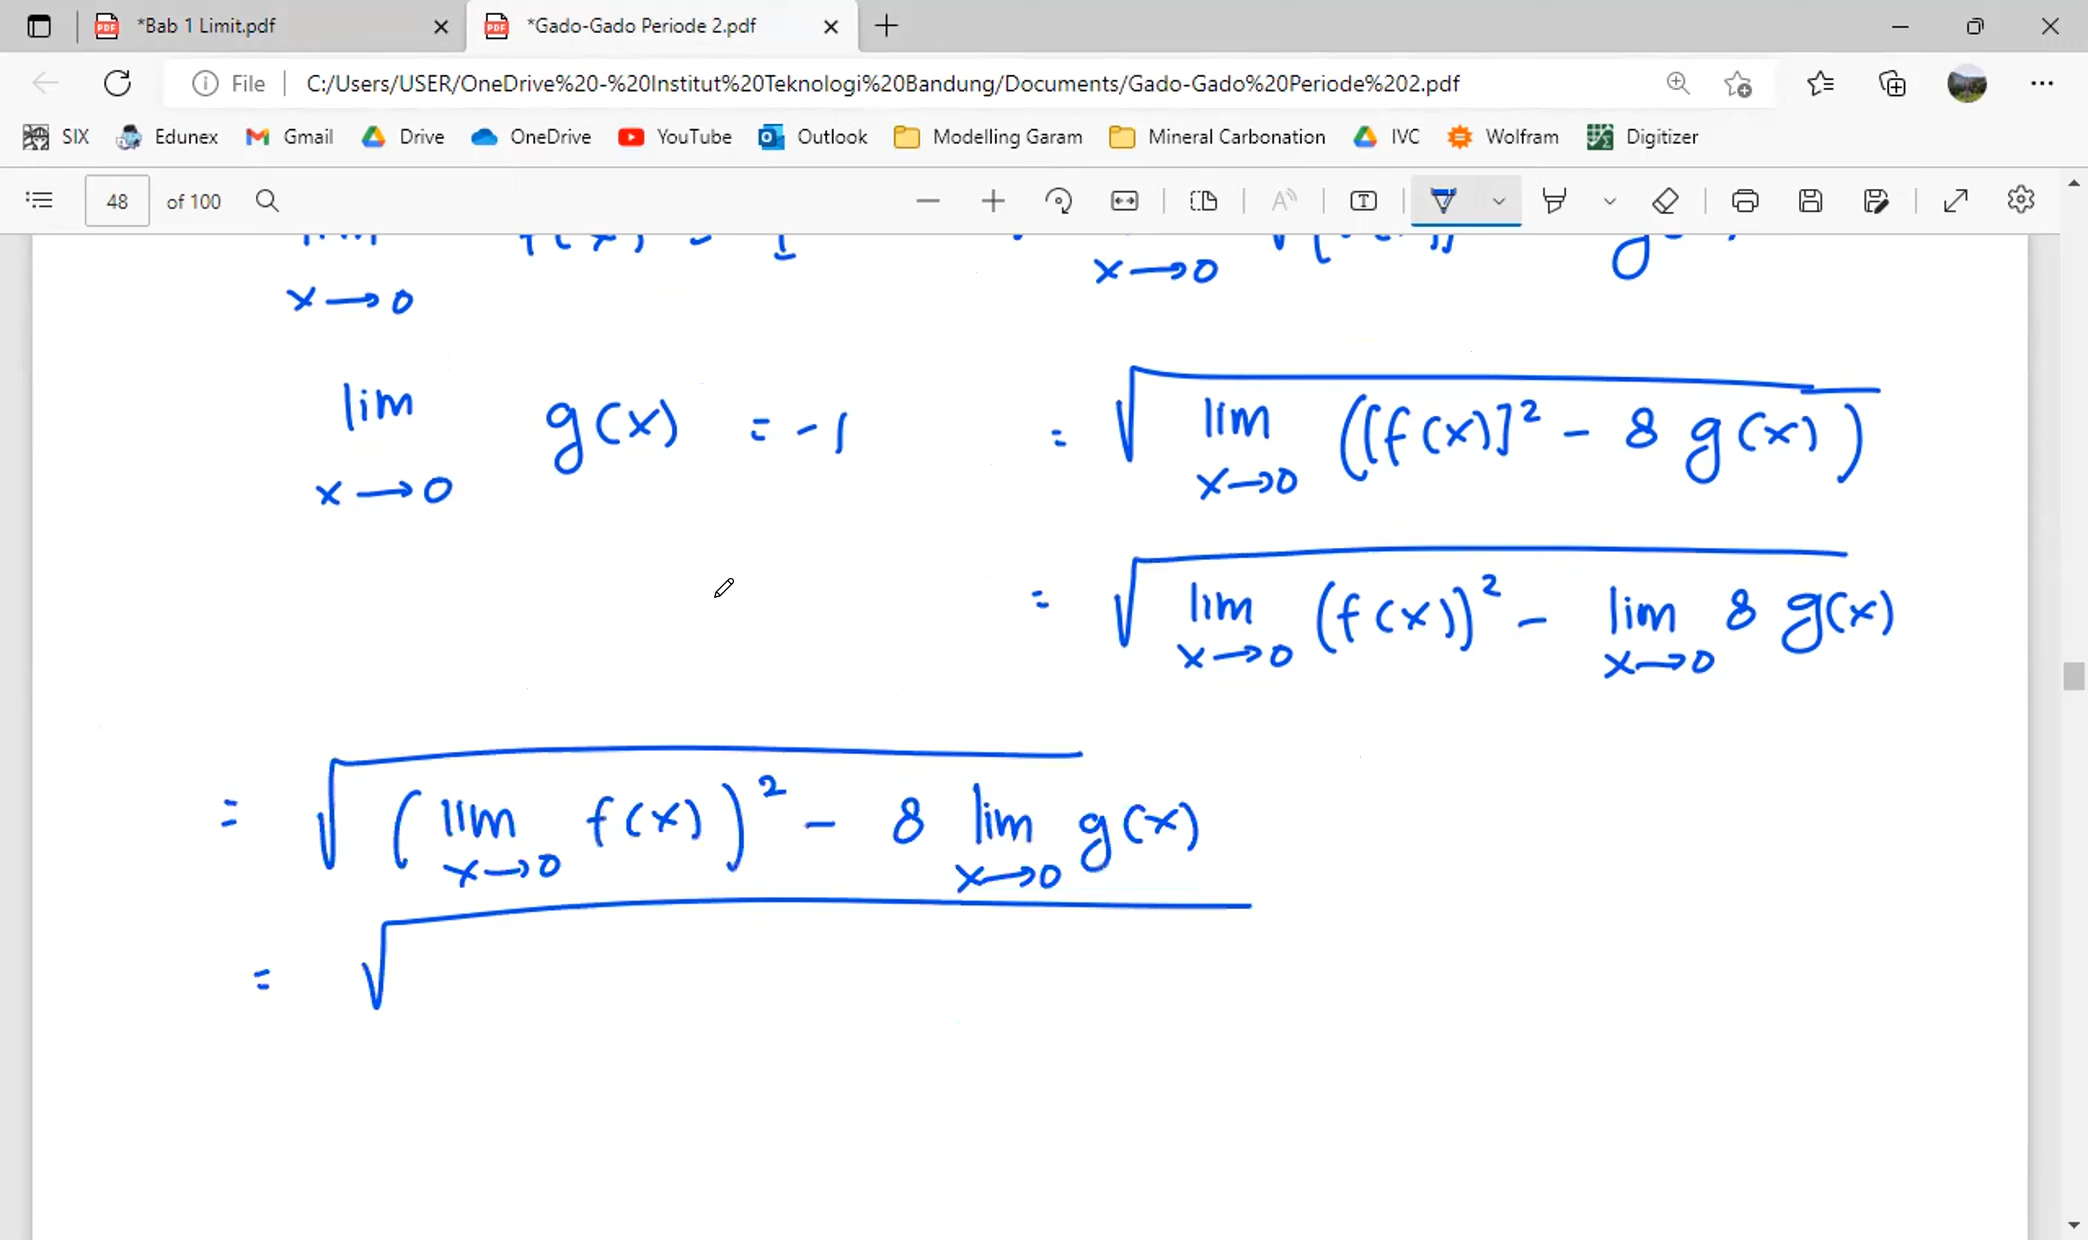 *Bab 1 Limit.pdf
*Gado-Gado Periode 2.pdf
File C:/Users/USER/OneDrive%20-%20Institut%20Teknologi%20Bandung/Documents/Gado-Gado%20Periode%202.pdf
SIX Edunex Gmail Drive OneDrive YouTube Outlook Modelling Garam Mineral Carbonation IVC Wolfram Digitizer
48 of 100
x→0
x→0
lim x→0 g(x) = -1
= √ lim x→0 ([f(x)]² - 8 g(x))
= √ lim x→0 (f(x))² - lim x→0 8 g(x)
= √ (lim x→0 f(x))² - 8 lim x→0 g(x)
= √